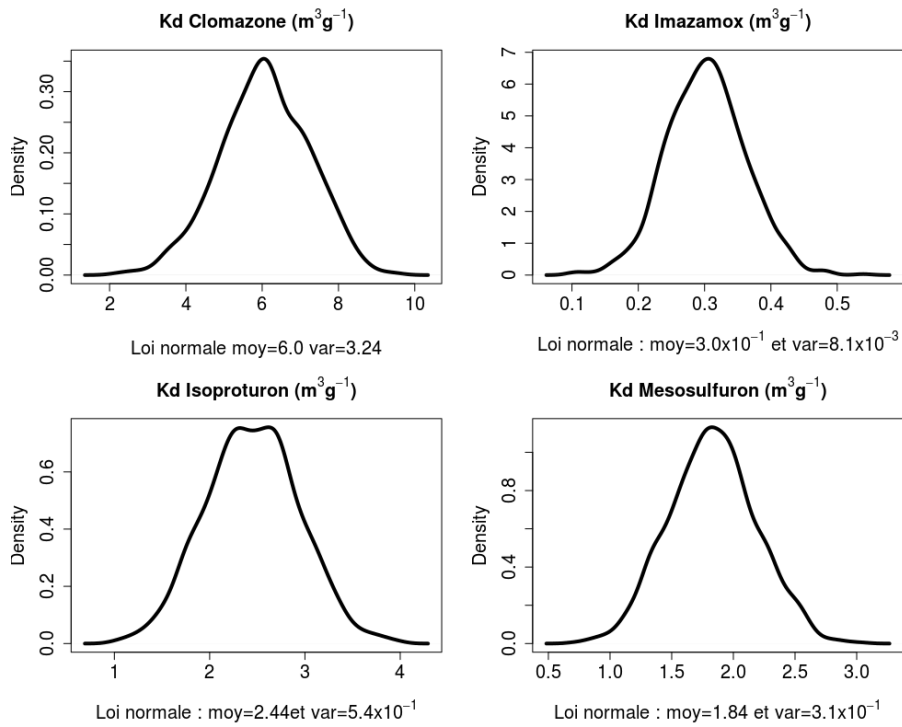 Kd Clomazone (m³g⁻¹)
Density
0.00 0.10 0.20 0.30
2 4 6 8 10
Loi normale moy=6.0 var=3.24
Kd Imazamox (m³g⁻¹)
Density
0 1 2 3 4 5 6 7
0.1 0.2 0.3 0.4 0.5
Loi normale : moy=3.0x10⁻¹ et var=8.1x10⁻³
Kd Isoproturon (m³g⁻¹)
Density
0.0 0.2 0.4 0.6
1 2 3 4
Loi normale : moy=2.44et var=5.4x10⁻¹
Kd Mesosulfuron (m³g⁻¹)
Density
0.0 0.4 0.8
0.5 1.0 1.5 2.0 2.5 3.0
Loi normale : moy=1.84 et var=3.1x10⁻¹